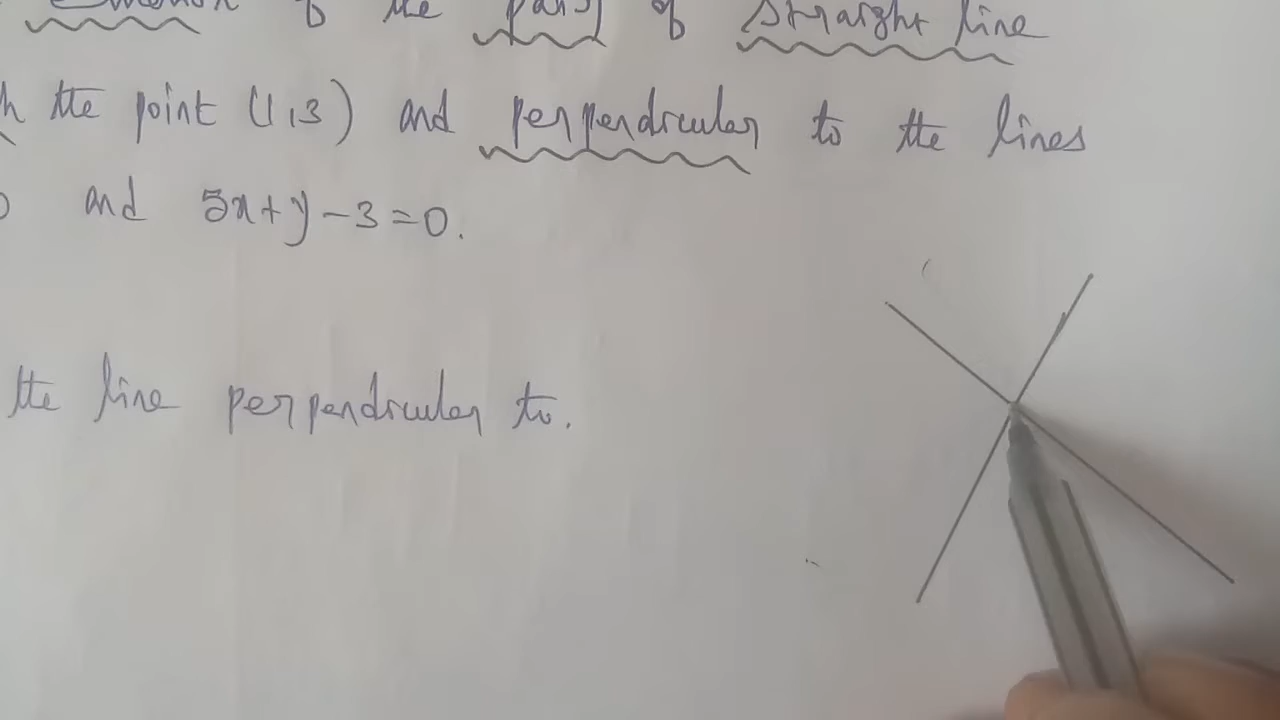 of the pair of straight line
the point (1,3) and perpendicular to the lines
and 5x+y-3=0.
the line perpendicular to.